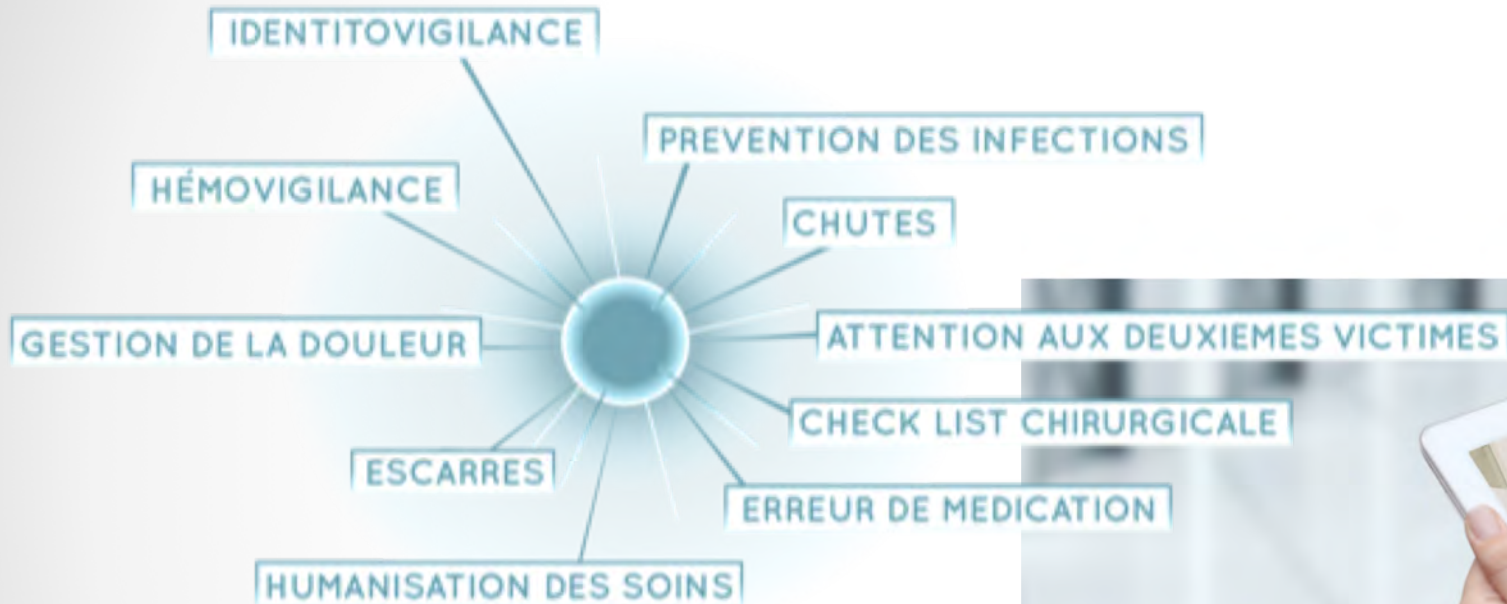 IDENTITOVIGILANCE
PREVENTION DES INFECTIONS
HÉMOVIGILANCE
CHUTES
GESTION DE LA DOULEUR
ATTENTION AUX DEUXIEMES VICTIMES
CHECK LIST CHIRURGICALE
ESCARRES
ERREUR DE MEDICATION
HUMANISATION DES SOINS